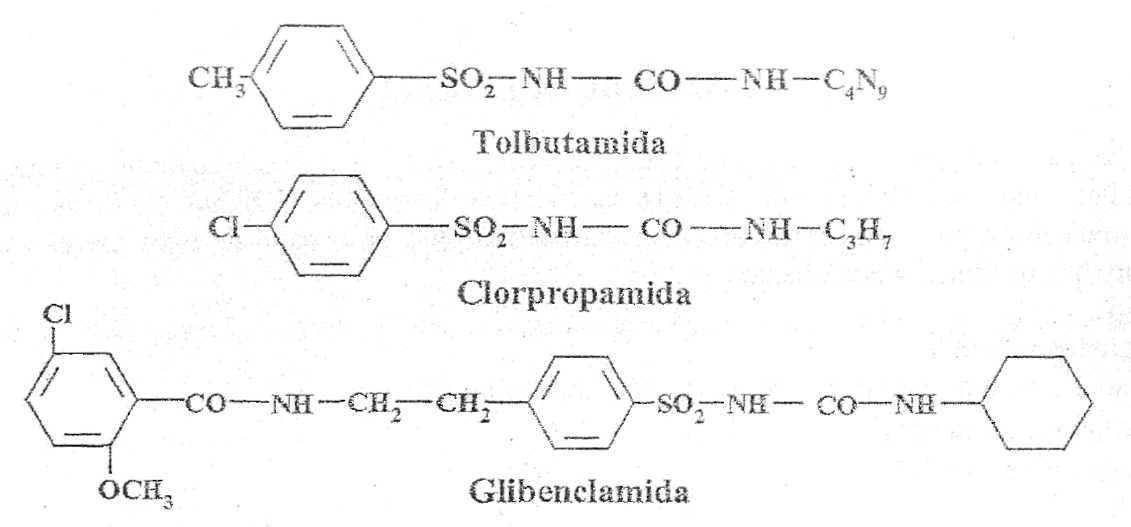 CH₃ SO₂ NH CO NH C₄N₉
Tolbutamida
Cl SO₂ NH CO NH C₃H₇
Clorpropamida
Cl
CO NH CH₂ CH₂ SO₂ NH CO NH
OCH₃
Glibenclamida